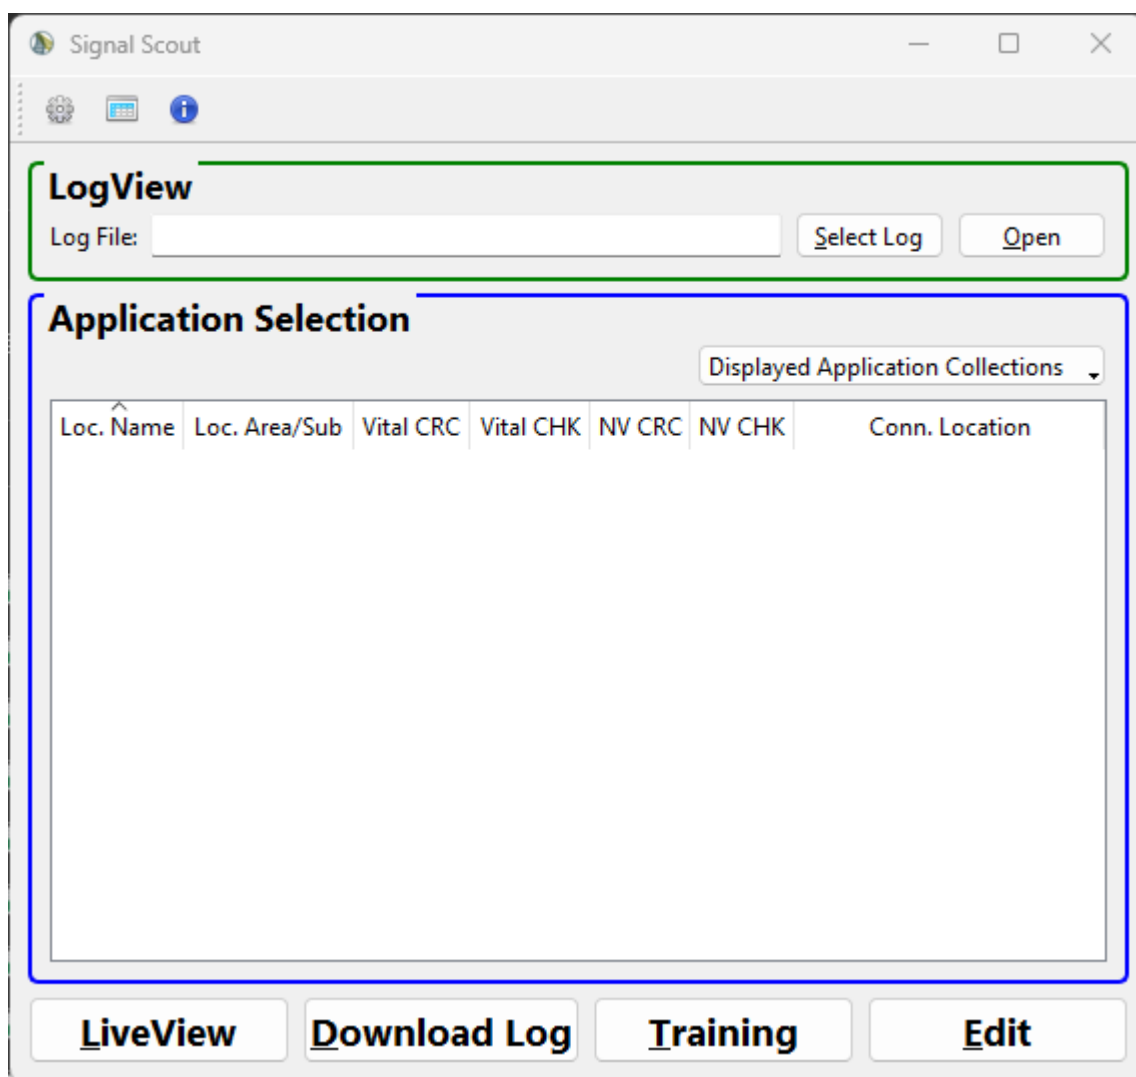 Signal Scout
LogView
Log File: Select Log Open
Application Selection
Displayed Application Collections
Loc. Name Loc. Area/Sub Vital CRC Vital CHK NV CRC NV CHK Conn. Location
LiveView Download Log Training Edit